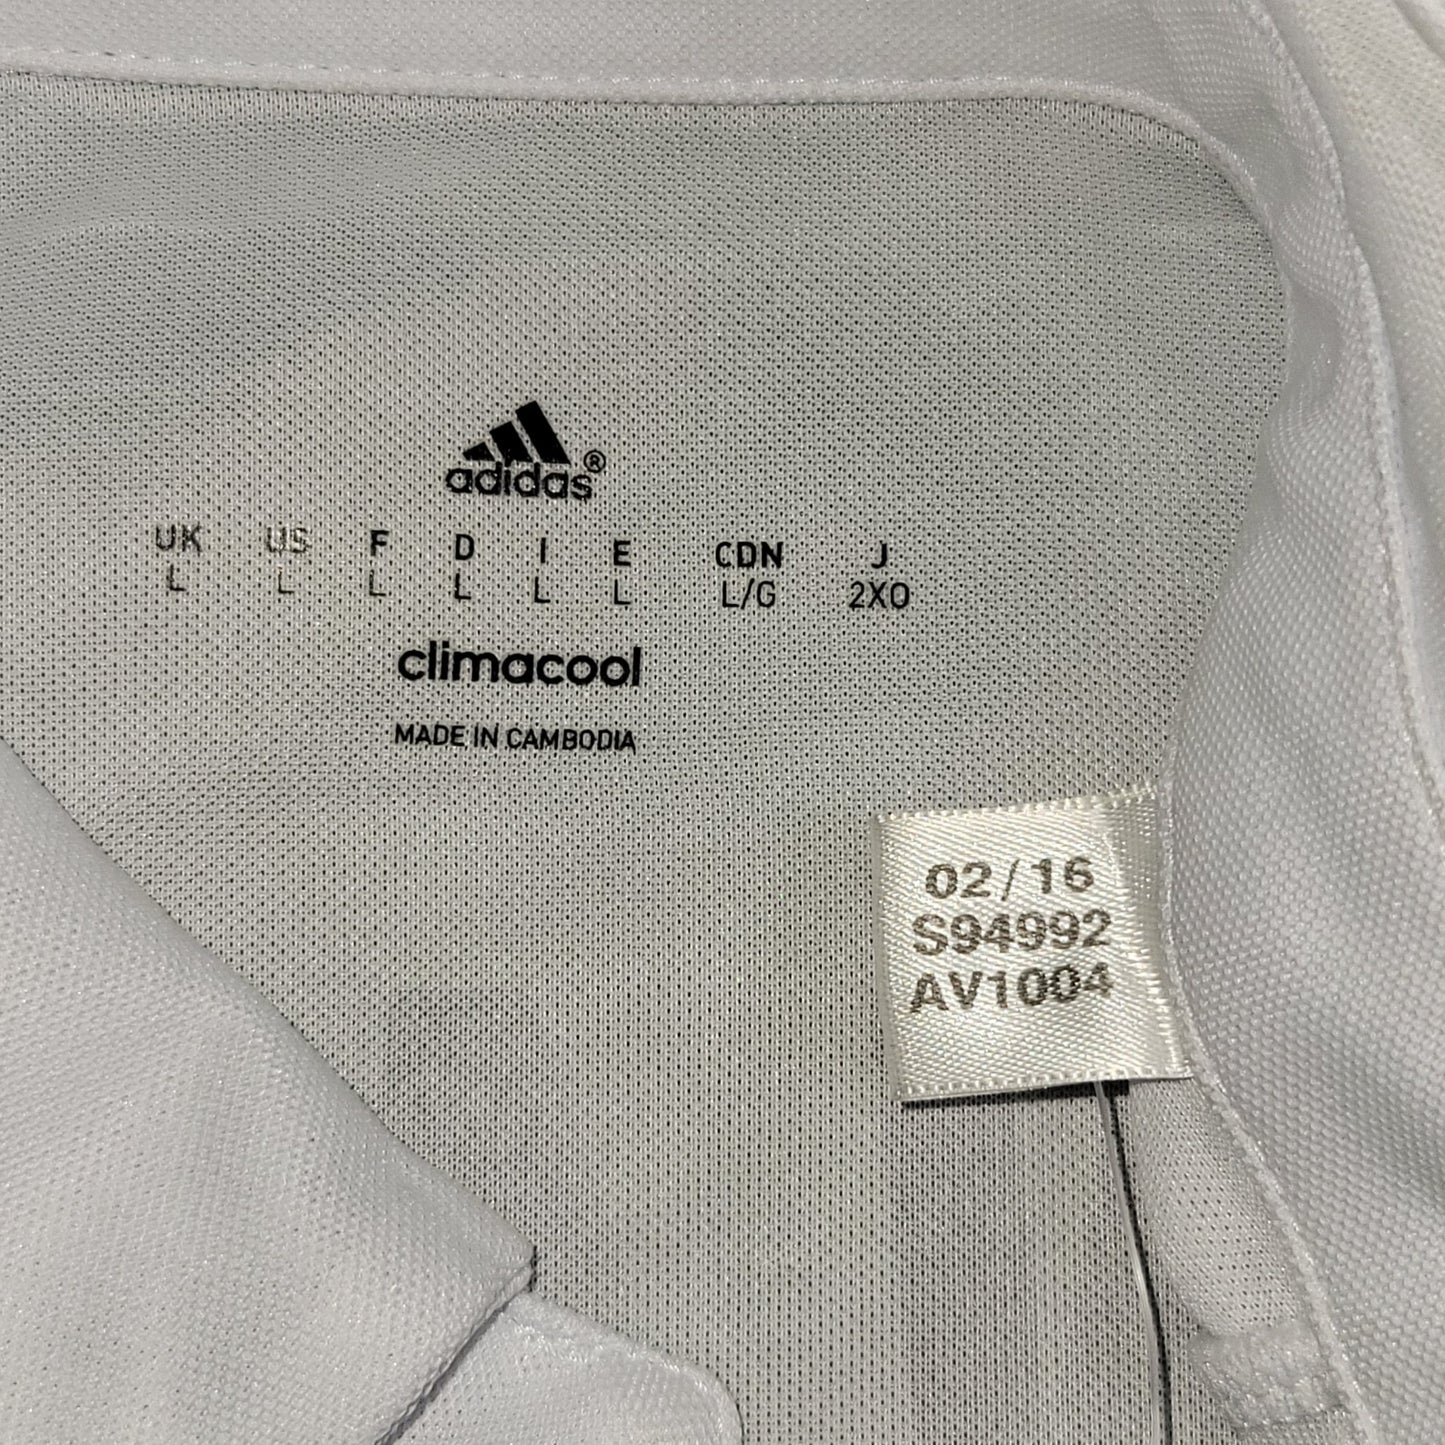 adidas®
UK US F D I E CDN J
L L L L L L L/G 2XO
climacool
MADE IN CAMBODIA
02/16
S94992
AV1004